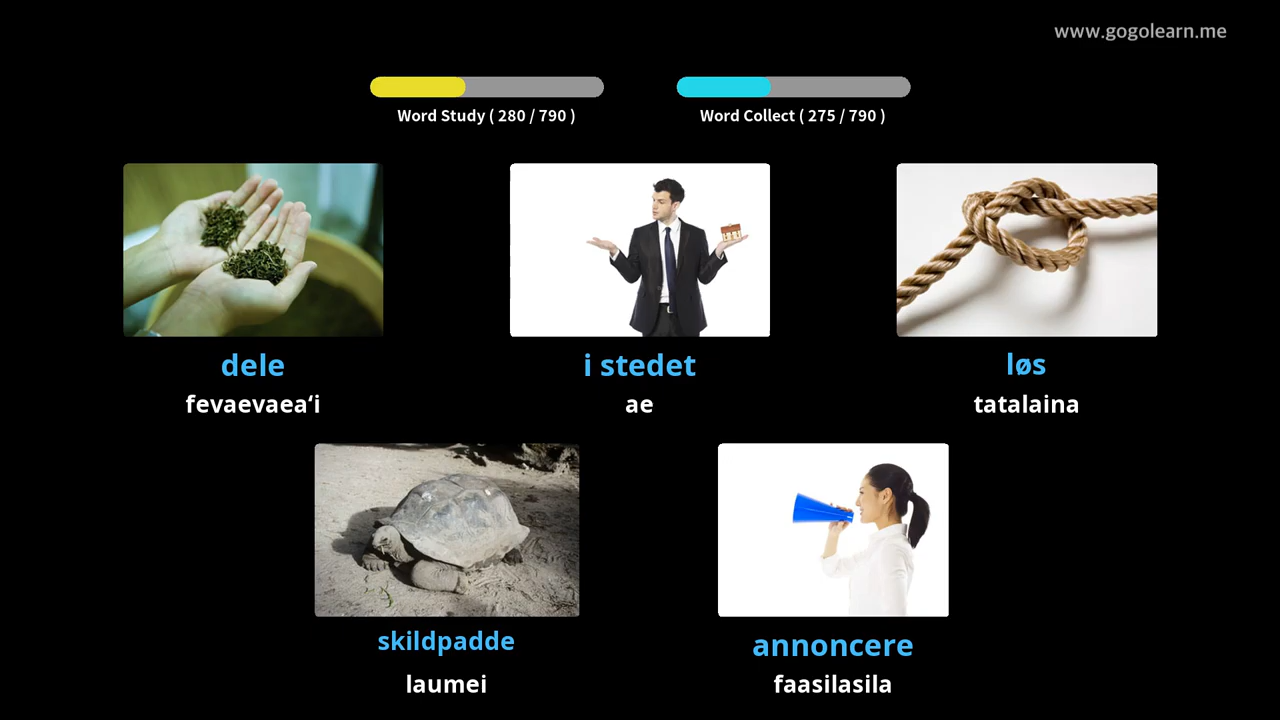 www.gogolearn.me
Word Study ( 280 / 790 )
Word Collect ( 275 / 790 )
dele
fevaevaea‘i
i stedet
ae
løs
tatalaina
skildpadde
laumei
annoncere
faasilasila